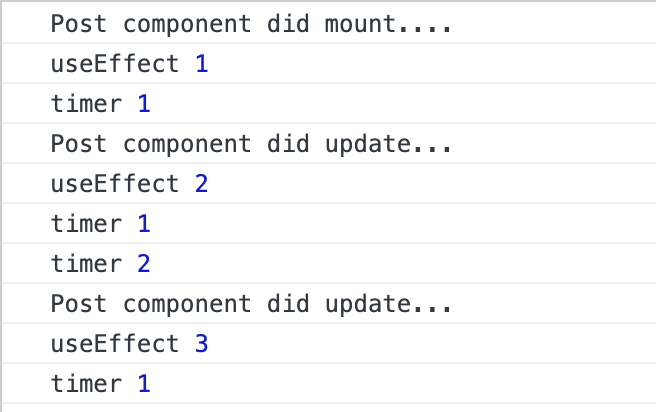 Post component did mount....
useEffect 1
timer 1
Post component did update...
useEffect 2
timer 1
timer 2
Post component did update...
useEffect 3
timer 1